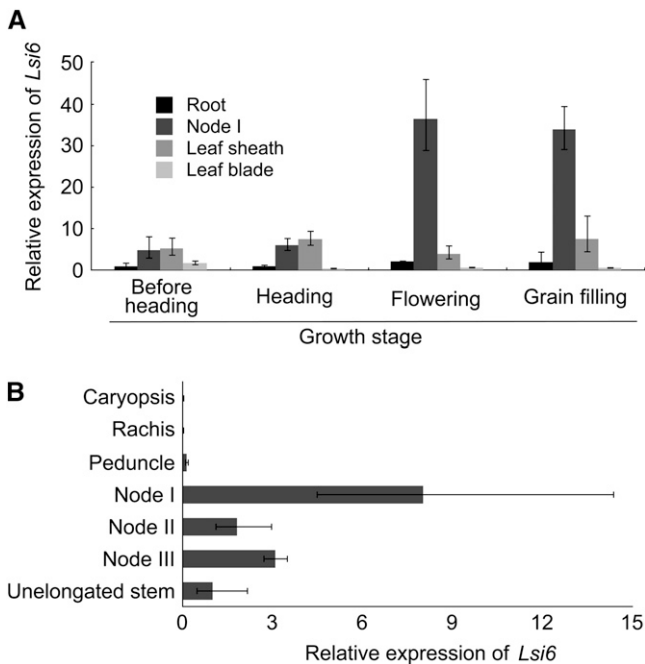 A
Relative expression of Lsi6
50
40
30
20
10
0
Root
Node I
Leaf sheath
Leaf blade
Before heading
Heading
Flowering
Grain filling
Growth stage
B
Caryopsis
Rachis
Peduncle
Node I
Node II
Node III
Unelongated stem
0 3 6 9 12 15
Relative expression of Lsi6